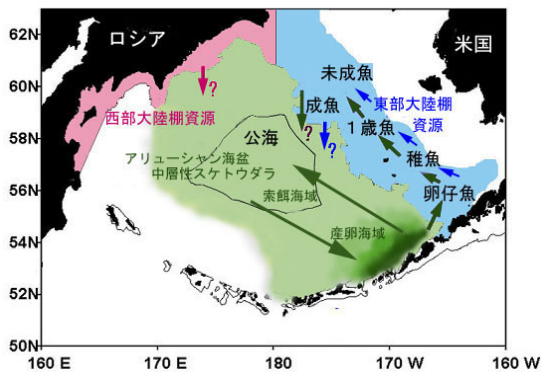 62N
60N
58N
56N
54N
52N
50N
160 E
170 E
180
170 W
160 W
ロシア
米国
未成魚
成魚
?
西部大陸棚資源
東部大陸棚
資源
1歳魚
?
?
公海
稚魚
アリューシャン海盆
中層性スケトウダラ
卵仔魚
索餌海域
産卵海域